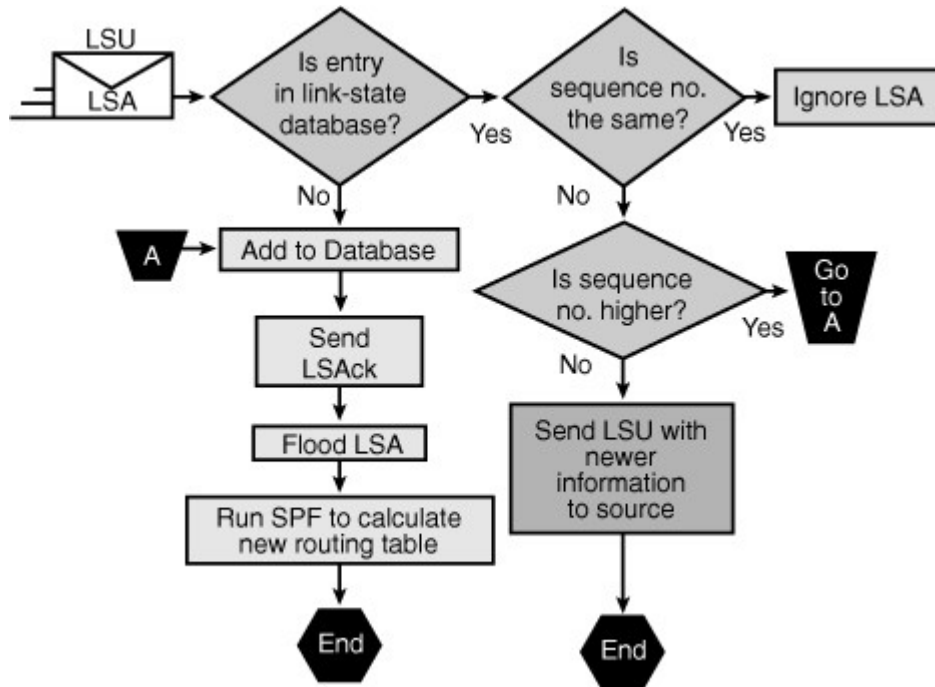 LSU
LSA
Is entry
in link-state
database?
Yes
Is
sequence no.
the same?
Yes
Ignore LSA
No
No
A
Add to Database
Is sequence
no. higher?
Yes
Go
to
A
Send
LSAck
No
Flood LSA
Send LSU with
newer
information
to source
Run SPF to calculate
new routing table
End
End